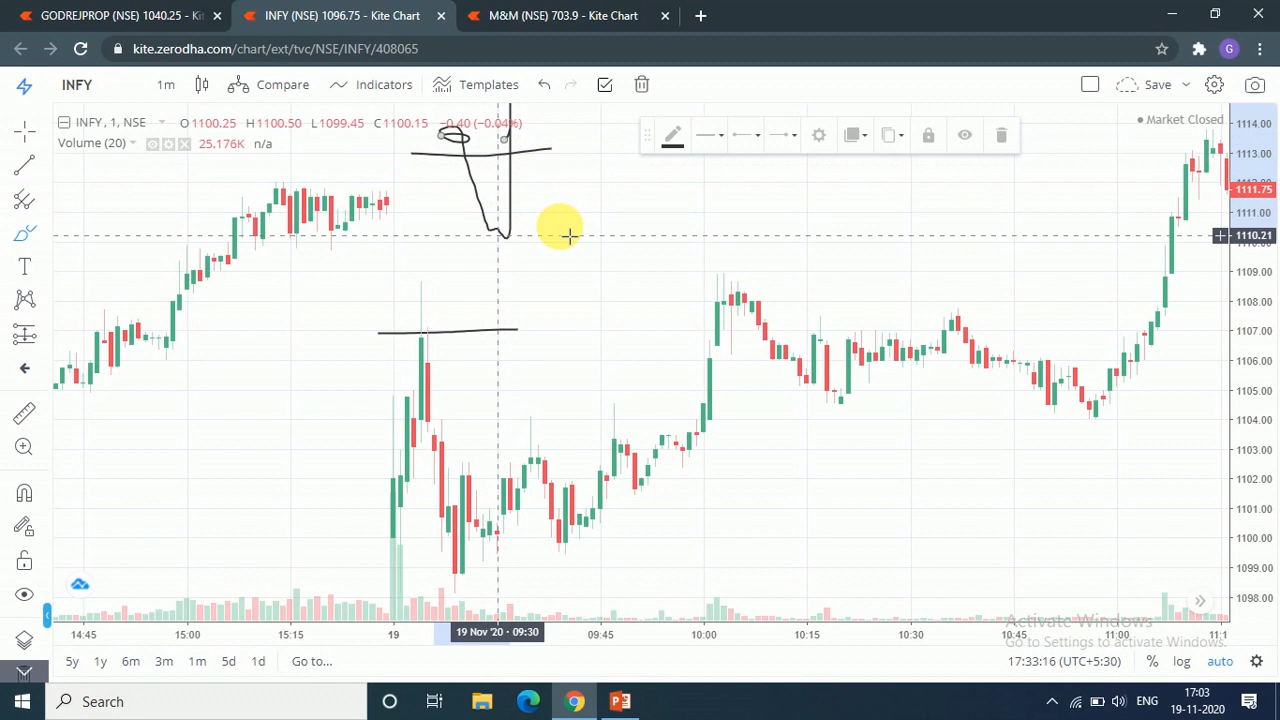 GODREJPROP (NSE) 1040.25 - Kite
INFY (NSE) 1096.75 - Kite Chart
M&M (NSE) 703.9 - Kite Chart
kite.zerodha.com/chart/ext/tvc/NSE/INFY/408065
G
INFY
1m
Compare
Indicators
Templates
Save
INFY , 1, NSE
O1100.25 H1100.50 L1099.45 C1100.15 −0.40 (−0.04%)
Volume (20)
25.176K n/a
Market Closed
1114.00
1113.00
1111.75
1111.00
1110.21
1109.00
1108.00
1107.00
1106.00
1105.00
1104.00
1103.00
1102.00
1101.00
1100.00
1099.00
1098.00
14:45
15:00
15:15
19
19 Nov '20 - 09:30
09:45
10:00
10:15
10:30
10:45
11:00
11:1
Activate Windows
Go to Settings to activate Windows.
5y 1y 6m 3m 1m 5d 1d Go to...
17:33:16 (UTC+5:30) % log auto
Search
ENG
17:03
19-11-2020